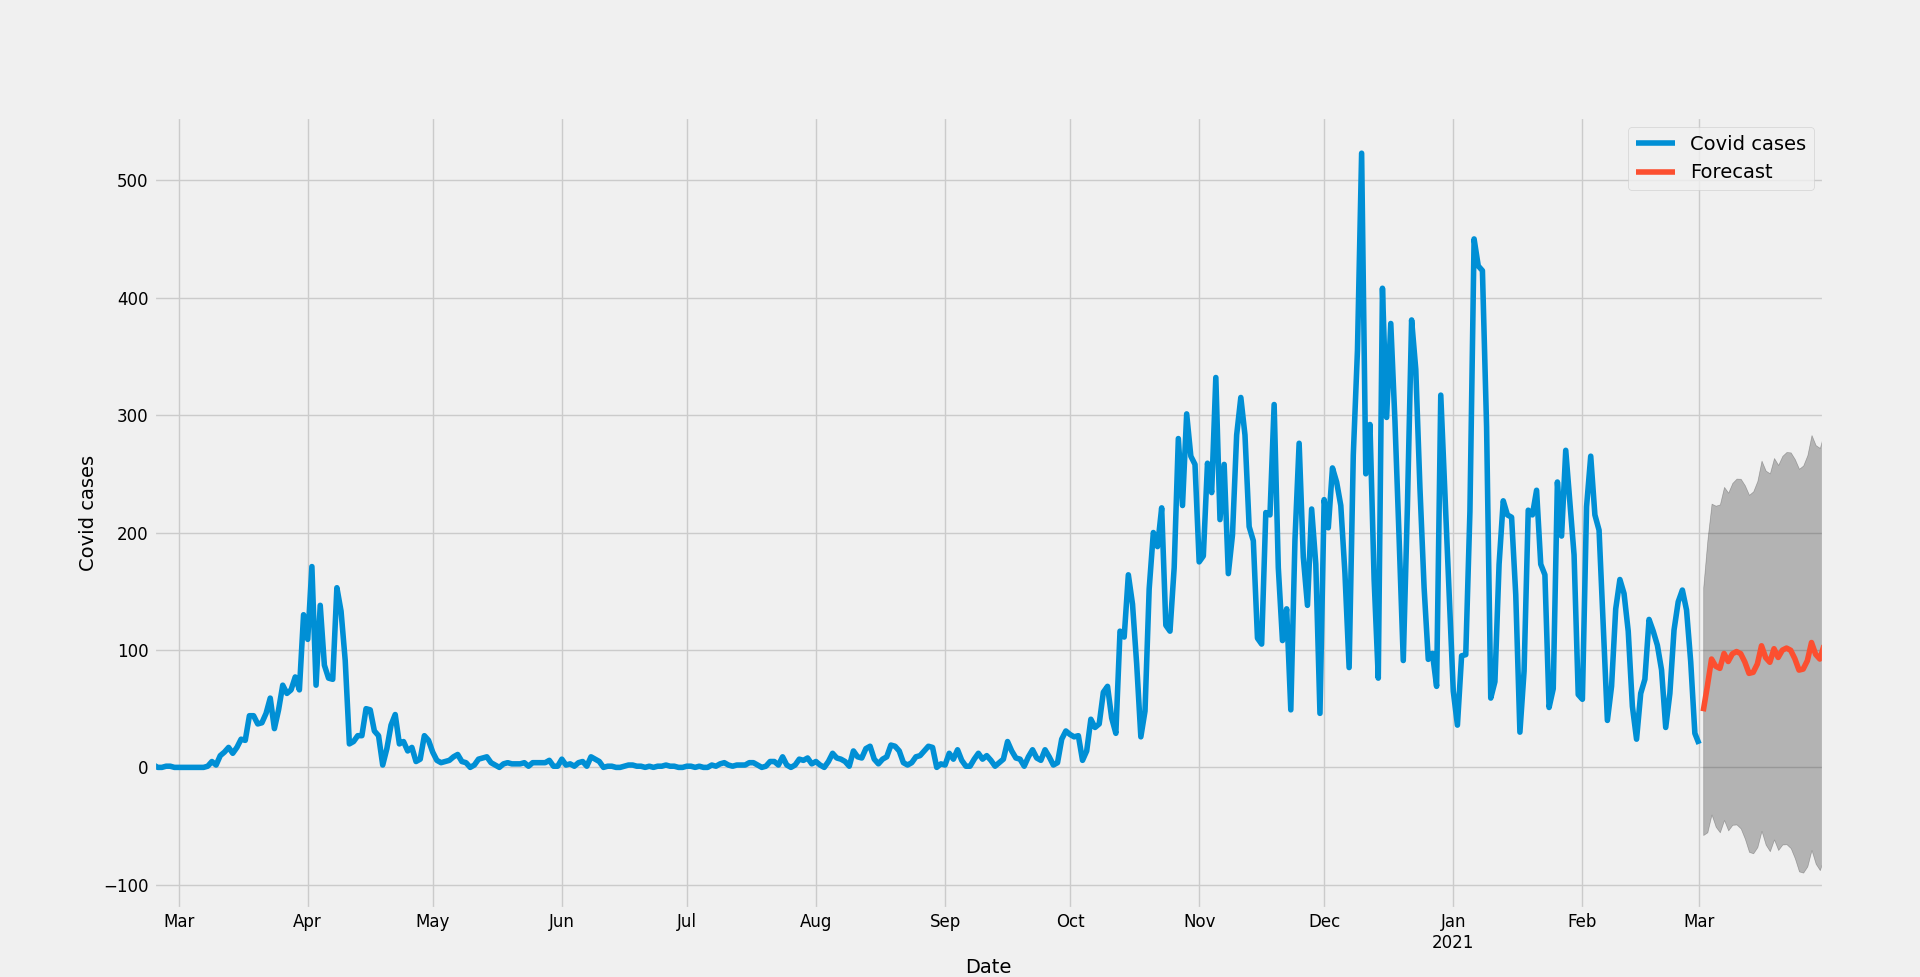 Covid cases
Forecast
500
400
300
200
100
0
−100
Covid cases
Mar Apr May Jun Jul Aug Sep Oct Nov Dec Jan Feb Mar
2021
Date